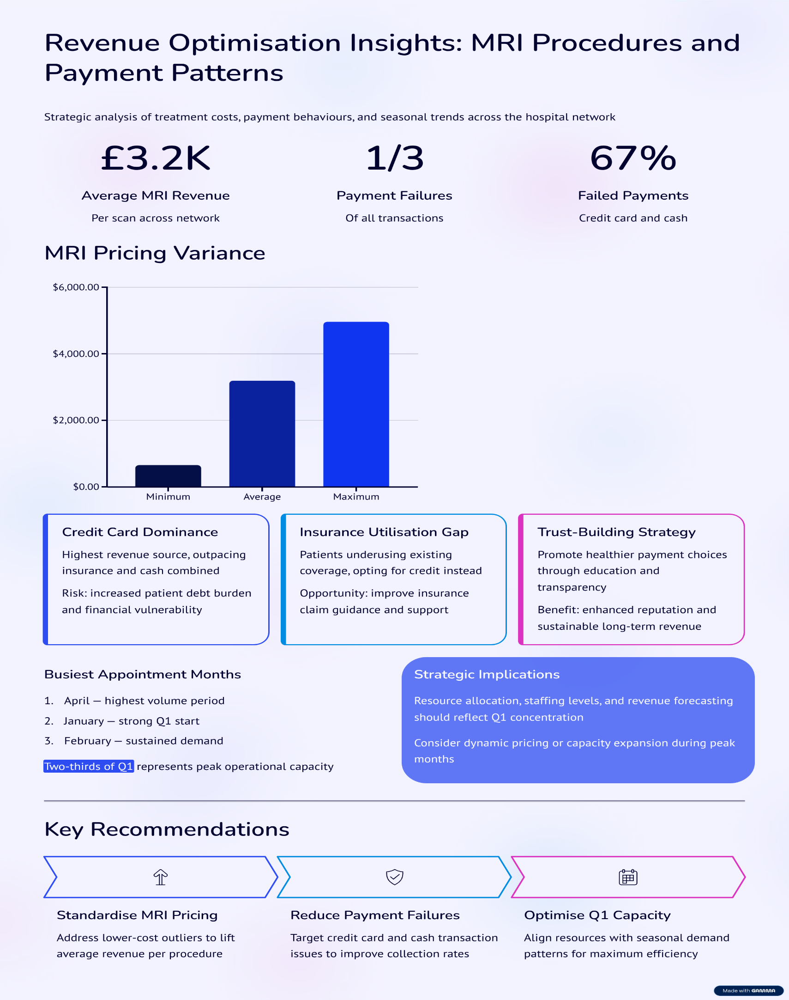 Revenue Optimisation Insights: MRI Procedures and
Payment Patterns
Strategic analysis of treatment costs, payment behaviours, and seasonal trends across the hospital network
£3.2K
Average MRI Revenue
Per scan across network
1/3
Payment Failures
Of all transactions
67%
Failed Payments
Credit card and cash
MRI Pricing Variance
$6,000.00
$4,000.00
$2,000.00
$0.00
Minimum
Average
Maximum
Credit Card Dominance
Highest revenue source, outpacing
insurance and cash combined
Risk: increased patient debt burden
and financial vulnerability
Insurance Utilisation Gap
Patients underusing existing
coverage, opting for credit instead
Opportunity: improve insurance
claim guidance and support
Trust-Building Strategy
Promote healthier payment choices
through education and
transparency
Benefit: enhanced reputation and
sustainable long-term revenue
Busiest Appointment Months
1. April — highest volume period
2. January — strong Q1 start
3. February — sustained demand
Two-thirds of Q1 represents peak operational capacity
Strategic Implications
Resource allocation, staffing levels, and revenue forecasting
should reflect Q1 concentration
Consider dynamic pricing or capacity expansion during peak
months
Key Recommendations
Standardise MRI Pricing
Address lower-cost outliers to lift
average revenue per procedure
Reduce Payment Failures
Target credit card and cash transaction
issues to improve collection rates
Optimise Q1 Capacity
Align resources with seasonal demand
patterns for maximum efficiency
Made with GAMMA